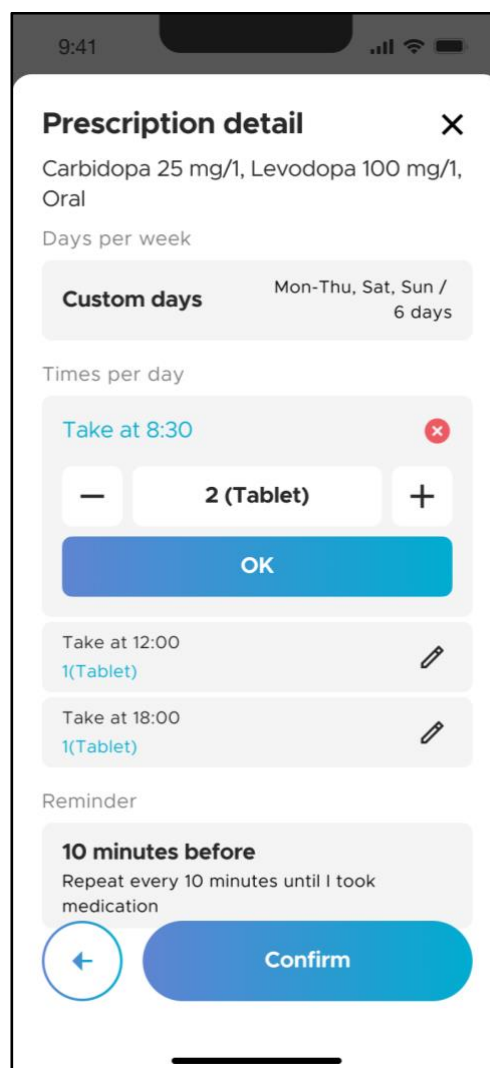 9:41
Prescription detail
Carbidopa 25 mg/1, Levodopa 100 mg/1,
Oral
Days per week
Custom days
Mon-Thu, Sat, Sun /
6 days
Times per day
Take at 8:30
2 (Tablet)
OK
Take at 12:00
1(Tablet)
Take at 18:00
1(Tablet)
Reminder
10 minutes before
Repeat every 10 minutes until I took
medication
Confirm